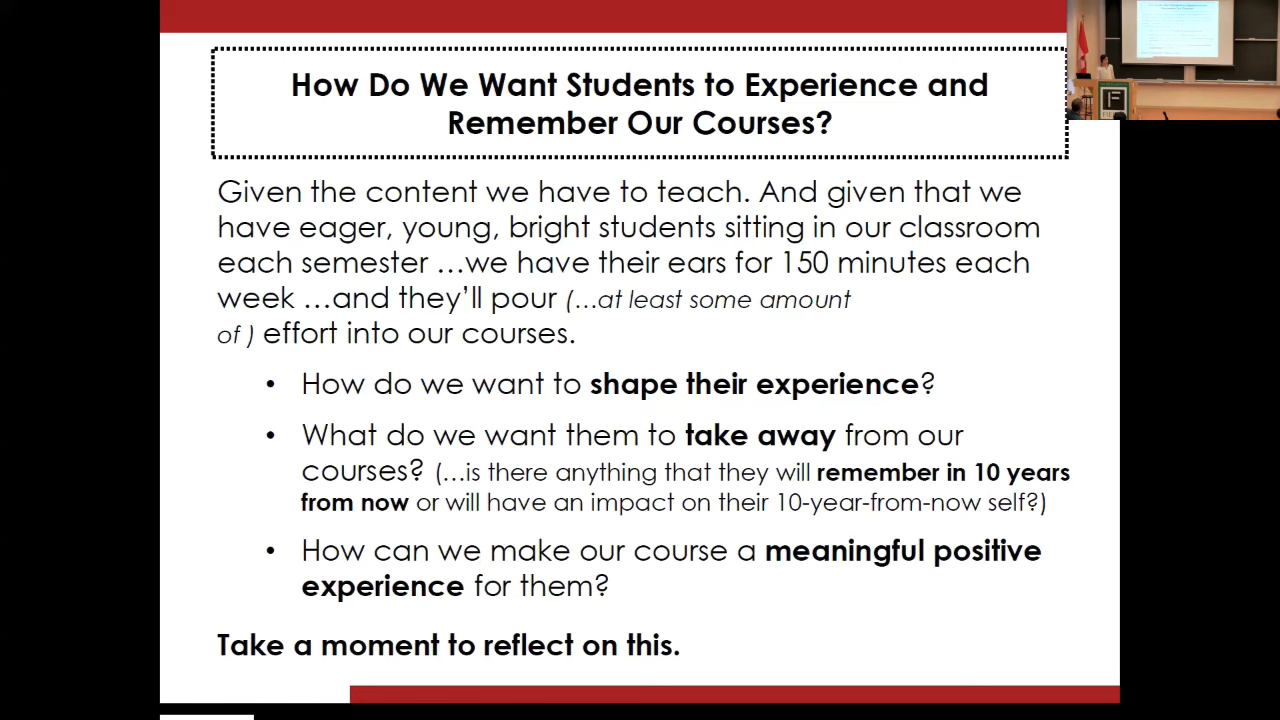 How Do We Want Students to Experience and
Remember Our Courses?
Given the content we have to teach. And given that we
have eager, young, bright students sitting in our classroom
each semester …we have their ears for 150 minutes each
week …and they’ll pour (…at least some amount
of ) effort into our courses.
• How do we want to shape their experience?
• What do we want them to take away from our
courses? (…is there anything that they will remember in 10 years
from now or will have an impact on their 10-year-from-now self?)
• How can we make our course a meaningful positive
experience for them?
Take a moment to reflect on this.